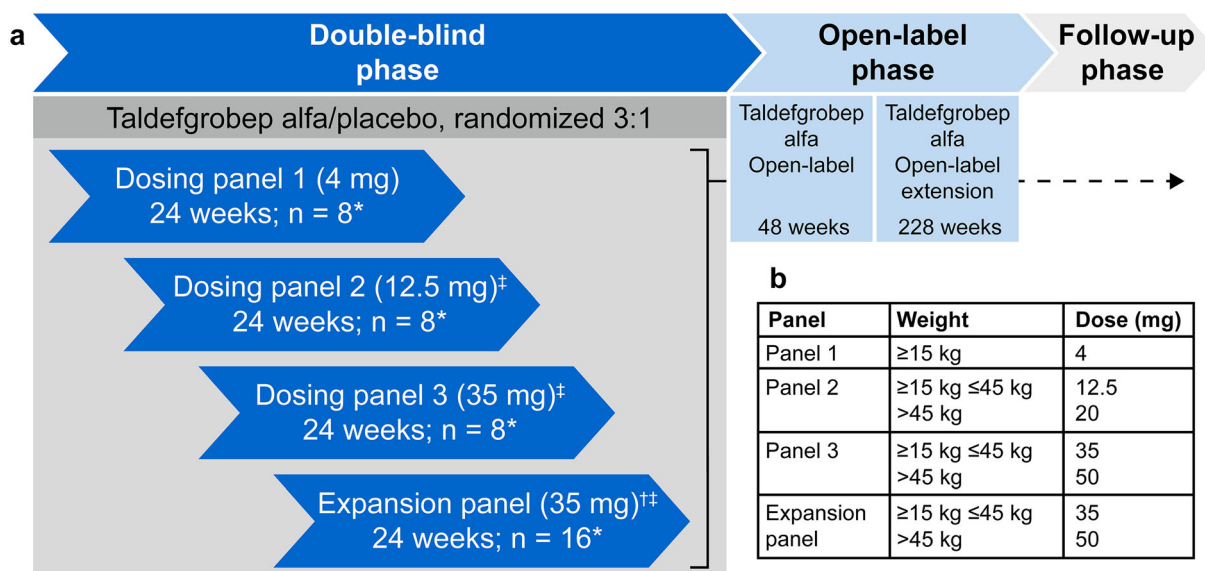 a
Double-blind
phase
Open-label
phase
Follow-up
phase
Taldefgrobep alfa/placebo, randomized 3:1
Dosing panel 1 (4 mg)
24 weeks; n = 8*
Dosing panel 2 (12.5 mg)‡
24 weeks; n = 8*
Dosing panel 3 (35 mg)‡
24 weeks; n = 8*
Expansion panel (35 mg)†‡
24 weeks; n = 16*
Taldefgrobep
alfa
Open-label
48 weeks
Taldefgrobep
alfa
Open-label
extension
228 weeks
b
Panel Weight Dose (mg)
Panel 1 ≥15 kg 4
Panel 2 ≥15 kg ≤45 kg 12.5
>45 kg 20
Panel 3 ≥15 kg ≤45 kg 35
>45 kg 50
Expansion ≥15 kg ≤45 kg 35
panel >45 kg 50